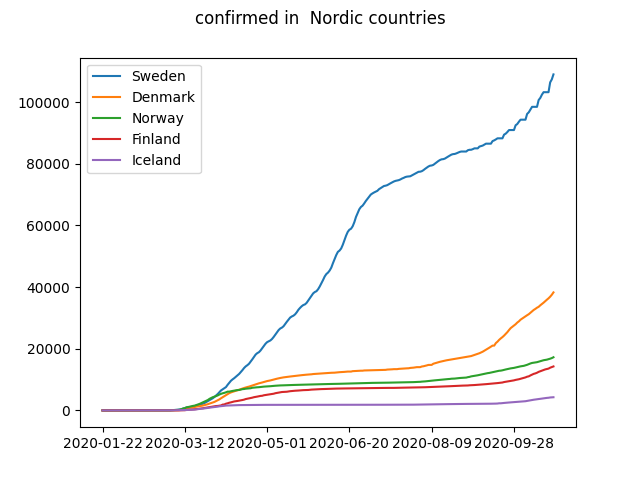 confirmed in  Nordic countries
Sweden
Denmark
Norway
Finland
Iceland
100000
80000
60000
40000
20000
0
2020-01-22 2020-03-12 2020-05-01 2020-06-20 2020-08-09 2020-09-28